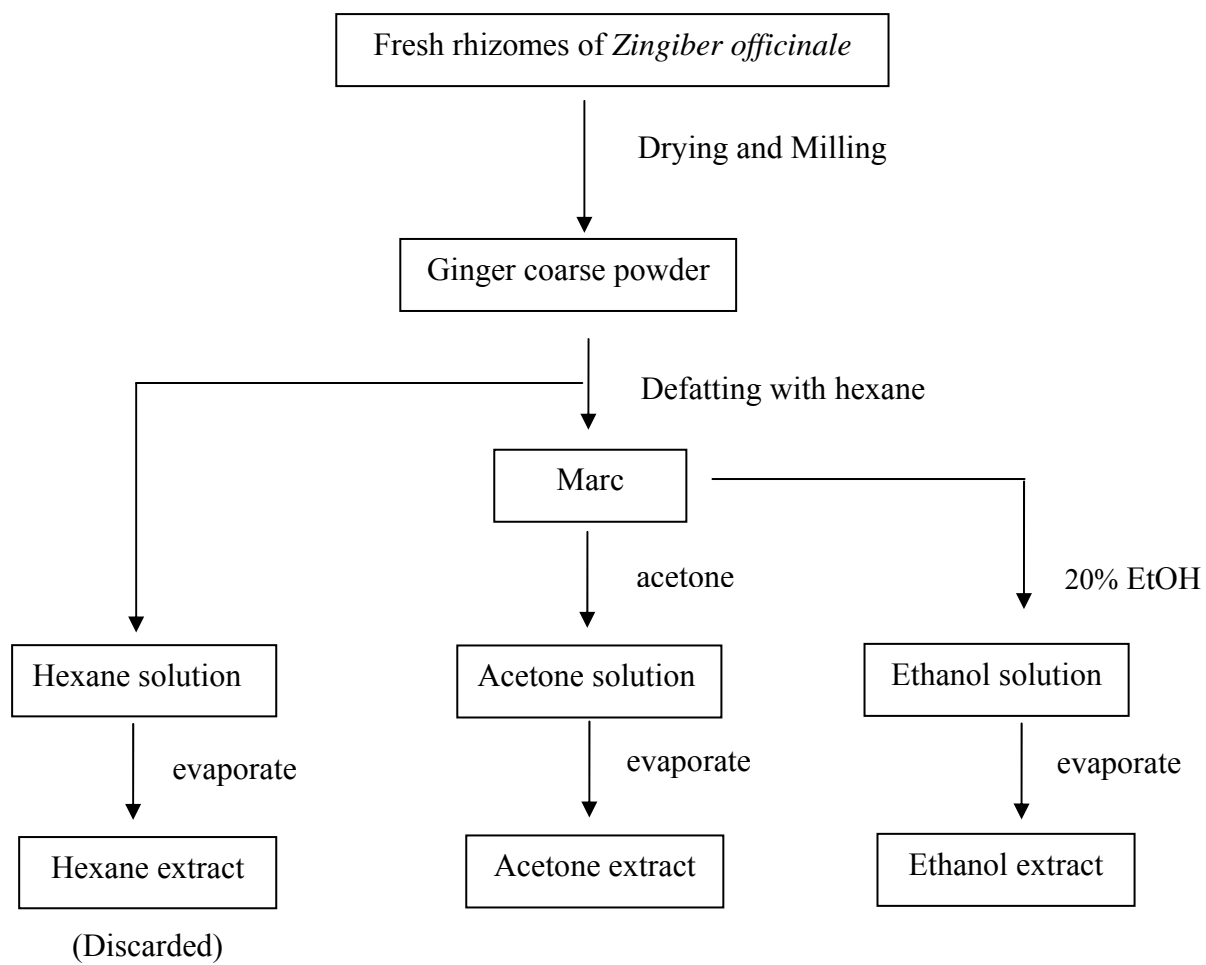 Fresh rhizomes of Zingiber officinale
Drying and Milling
Ginger coarse powder
Defatting with hexane
Marc
acetone
20% EtOH
Hexane solution
Acetone solution
Ethanol solution
evaporate
evaporate
evaporate
Hexane extract
Acetone extract
Ethanol extract
(Discarded)